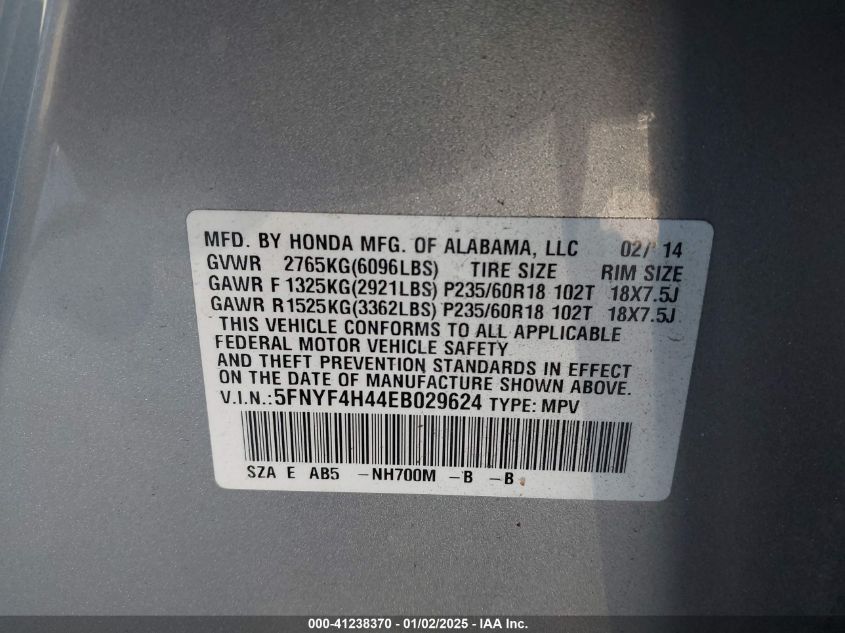 MFD. BY HONDA MFG. OF ALABAMA, LLC 02/14
GVWR 2765KG(6096LBS) TIRE SIZE RIM SIZE
GAWR F 1325KG(2921LBS) P235/60R18 102T 18X7.5J
GAWR R1525KG(3362LBS) P235/60R18 102T 18X7.5J
THIS VEHICLE CONFORMS TO ALL APPLICABLE
FEDERAL MOTOR VEHICLE SAFETY
AND THEFT PREVENTION STANDARDS IN EFFECT
ON THE DATE OF MANUFACTURE SHOWN ABOVE.
V.I.N.:5FNYF4H44EB029624 TYPE: MPV
SZA E AB5 -NH700M -B -B
000-41238370 - 01/02/2025 - IAA Inc.